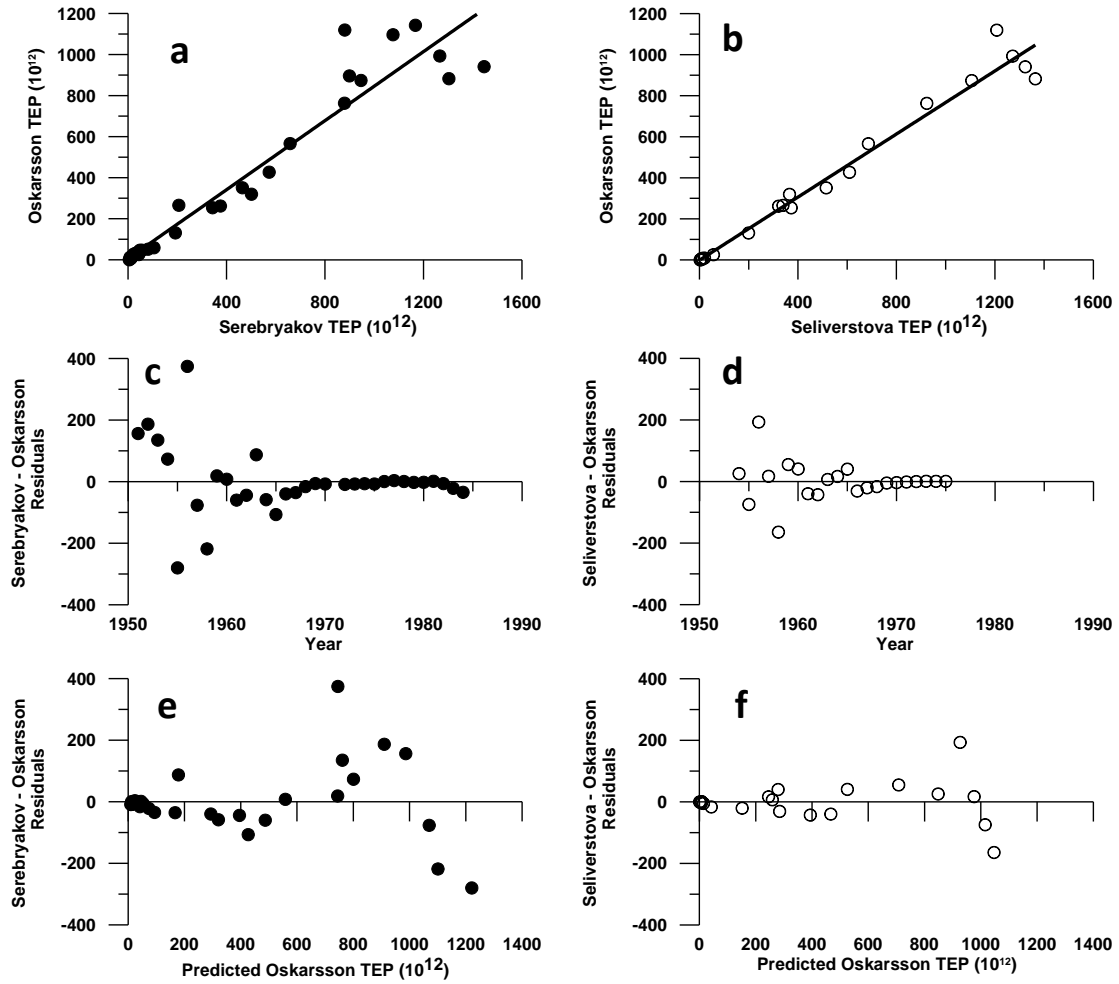 a
1200
1000
800
600
400
200
0
Oskarsson TEP (10¹²)
0 400 800 1200 1600
Serebryakov TEP (10¹²)
b
1200
1000
800
600
400
200
0
Oskarsson TEP (10¹²)
0 400 800 1200 1600
Seliverstova TEP (10¹²)
c
400
200
0
-200
-400
Serebryakov - Oskarsson
Residuals
1950 1960 1970 1980 1990
Year
d
400
200
0
-200
-400
Seliverstova - Oskarsson
Residuals
1950 1960 1970 1980 1990
Year
e
400
200
0
-200
-400
Serebryakov - Oskarsson
Residuals
0 200 400 600 800 1000 1200 1400
Predicted Oskarsson TEP (10¹²)
f
400
200
0
-200
-400
Seliverstova - Oskarsson
Residuals
0 200 400 600 800 1000 1200 1400
Predicted Oskarsson TEP (10¹²)